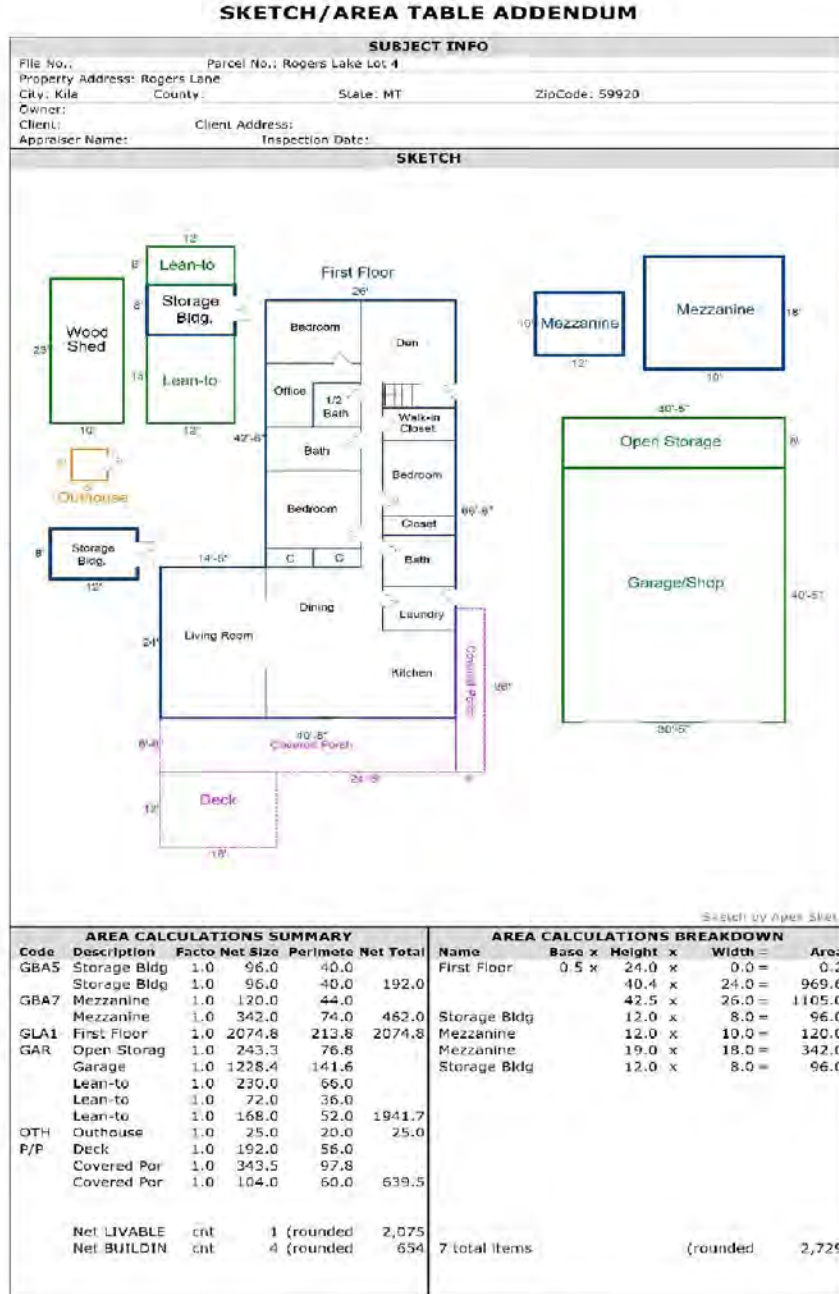 SKETCH/AREA TABLE ADDENDUM
SUBJECT INFO
File No.: Parcel No.: Rogers Lake Lot 4
Property Address: Rogers Lane
City: Kila County: State: MT ZipCode: 59920
Owner:
Client: Client Address:
Appraiser Name: Inspection Date:
SKETCH
12'
8' Lean-to
First Floor
26'
Storage Bldg.
8'
Bedroom
Den
Mezzanine 18'
10' Mezzanine
12'
Wood Shed
23'
Lean-to
Office
1/2 Bath
Walk-in Closet
10'
12'
42'-6"
Bath
30'-5"
Open Storage 8'
Outhouse
Bedroom
Bedroom
Closet
66'-6"
8' Storage Bldg.
12'
14'-5"
C C
Bath
Garage/Shop
40'-5"
Dining
Laundry
24'
Living Room
Kitchen
Covered Porch
40'-5"
Covered Porch
30'-5"
12'
Deck
Sketch by Apex Sket
AREA CALCULATIONS SUMMARY
Code Description Facto Net Size Perimete Net Total
GBA5 Storage Bldg 1.0 96.0 40.0
Storage Bldg 1.0 96.0 40.0 192.0
GBA7 Mezzanine 1.0 120.0 44.0
Mezzanine 1.0 342.0 74.0 462.0
GLA1 First Floor 1.0 2074.8 213.8 2074.8
GAR Open Storag 1.0 243.3 76.8
Garage 1.0 1228.4 141.6
Lean-to 1.0 230.0 66.0
Lean-to 1.0 72.0 36.0
Lean-to 1.0 168.0 52.0 1941.7
OTH Outhouse 1.0 25.0 20.0 25.0
P/P Deck 1.0 192.0 56.0
Covered Por 1.0 343.5 97.8
Covered Por 1.0 104.0 60.0 639.5
Net LIVABLE cnt 1 (rounded 2,075
Net BUILDIN cnt 4 (rounded 654
AREA CALCULATIONS BREAKDOWN
Name Base x Height x Width = Area
First Floor 0.5 x 24.0 x 0.0 = 0.2
40.4 x 24.0 = 969.6
42.5 x 26.0 = 1105.0
Storage Bldg 12.0 x 8.0 = 96.0
Mezzanine 12.0 x 10.0 = 120.0
Mezzanine 19.0 x 18.0 = 342.0
Storage Bldg 12.0 x 8.0 = 96.0
7 total items (rounded 2,729